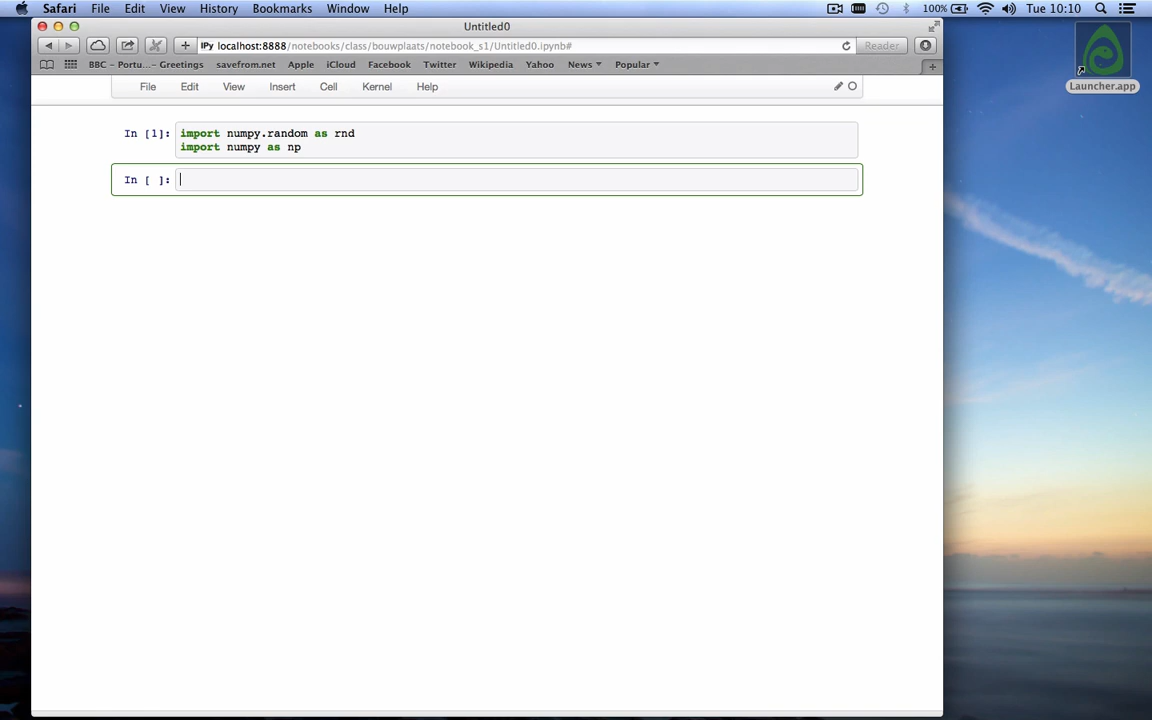 Safari File Edit View History Bookmarks Window Help 100% Tue 10:10
Untitled0
IPy localhost:8888/notebooks/class/bouwplaats/notebook_s1/Untitled0.ipynb# Reader
BBC – Portu...– Greetings savefrom.net Apple iCloud Facebook Twitter Wikipedia Yahoo News Popular
Launcher.app
File Edit View Insert Cell Kernel Help
In [1]: import numpy.random as rnd
import numpy as np
In [ ]: